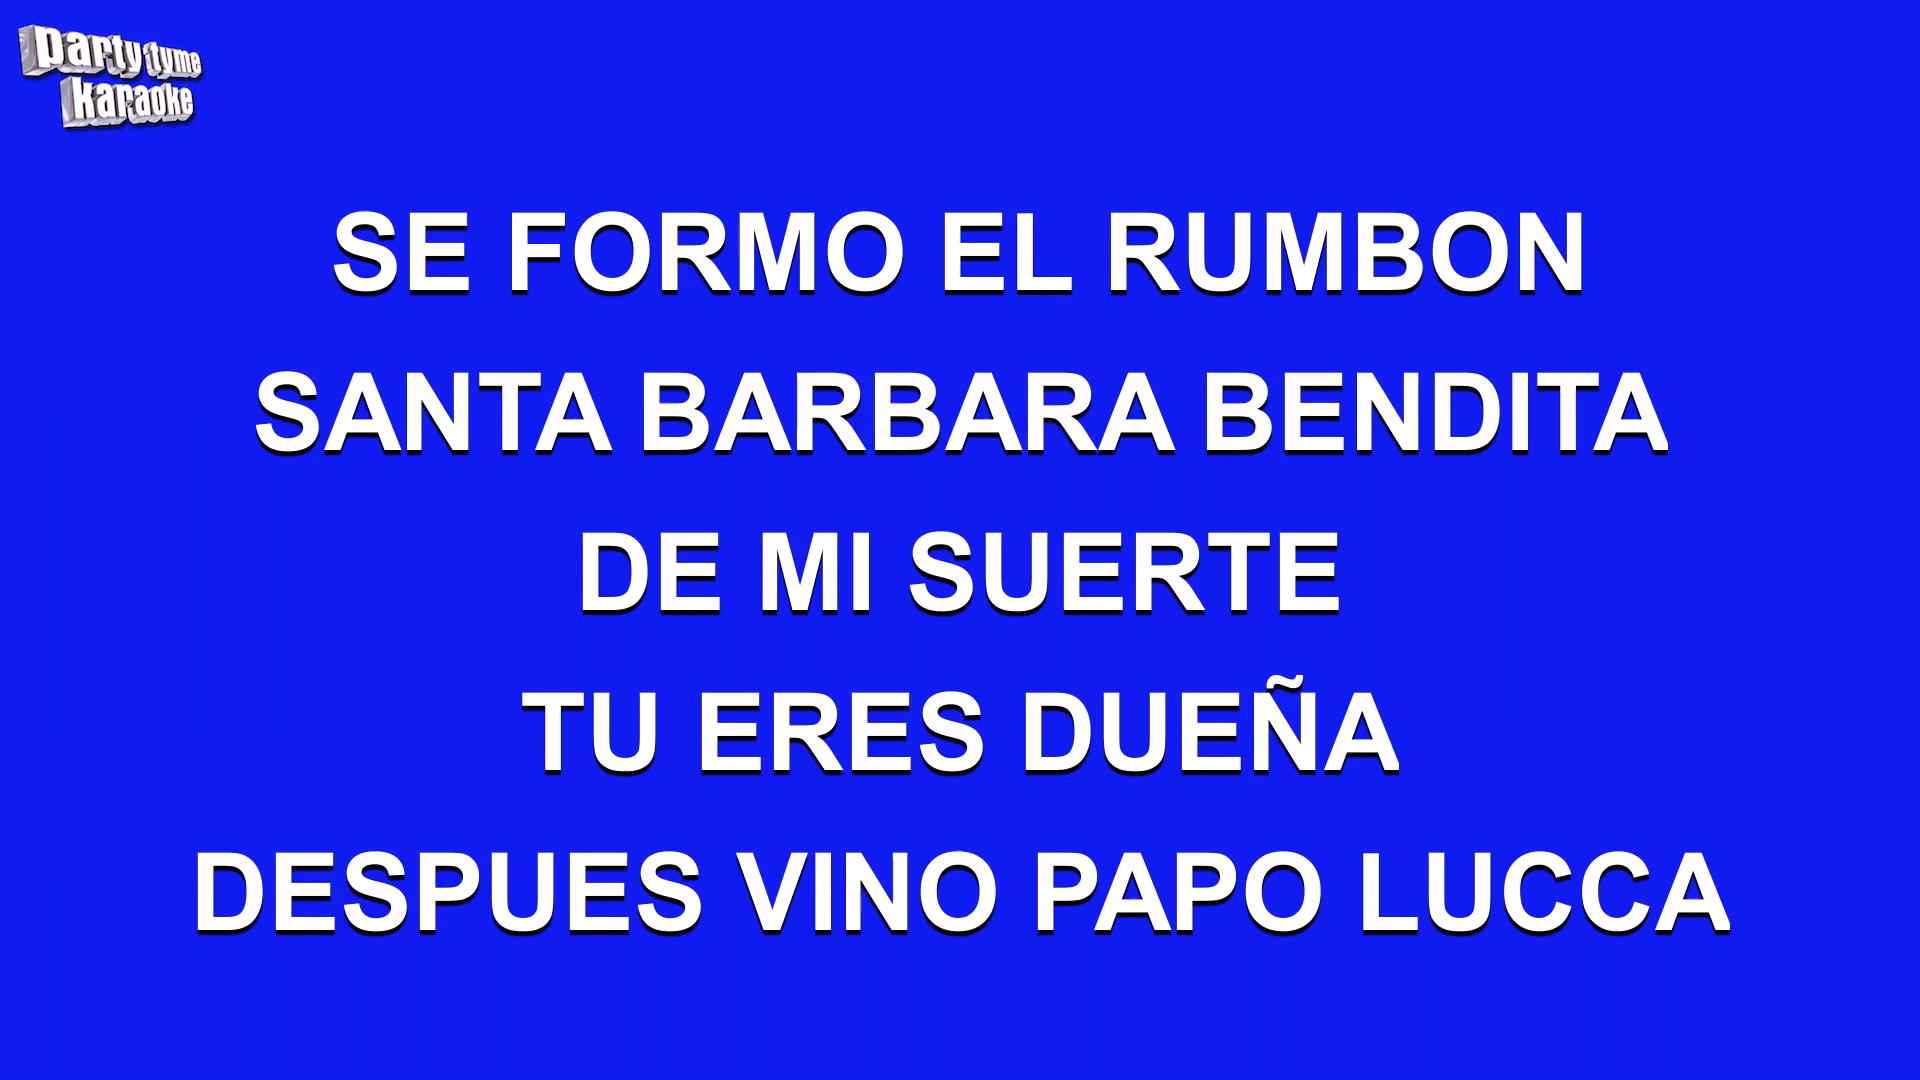 party tyme
karaoke
SE FORMO EL RUMBON
SANTA BARBARA BENDITA
DE MI SUERTE
TU ERES DUEÑA
DESPUES VINO PAPO LUCCA